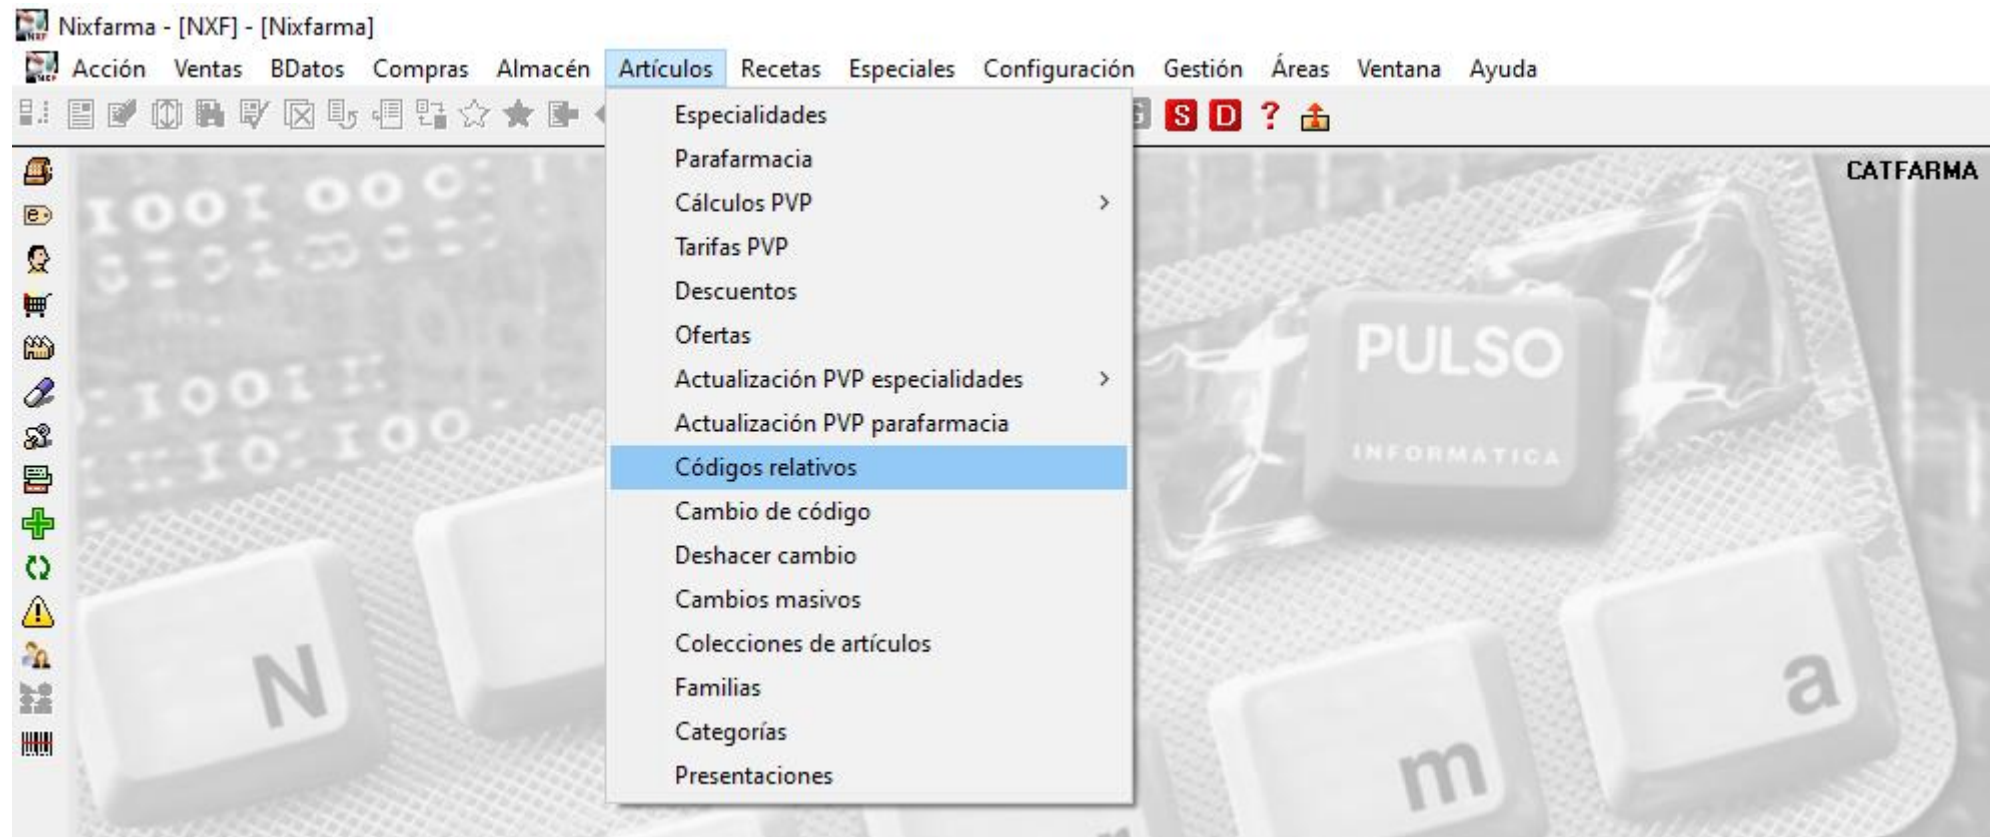 Nixfarma - [NXF] - [Nixfarma]
Acción Ventas BDatos Compras Almacén Artículos Recetas Especiales Configuración Gestión Áreas Ventana Ayuda
S D ?
CATFARMA
Especialidades
Parafarmacia
Cálculos PVP >
Tarifas PVP
Descuentos
Ofertas
Actualización PVP especialidades >
Actualización PVP parafarmacia
Códigos relativos
Cambio de código
Deshacer cambio
Cambios masivos
Colecciones de artículos
Familias
Categorías
Presentaciones
PULSO
INFORMÁTICA
N
m
a